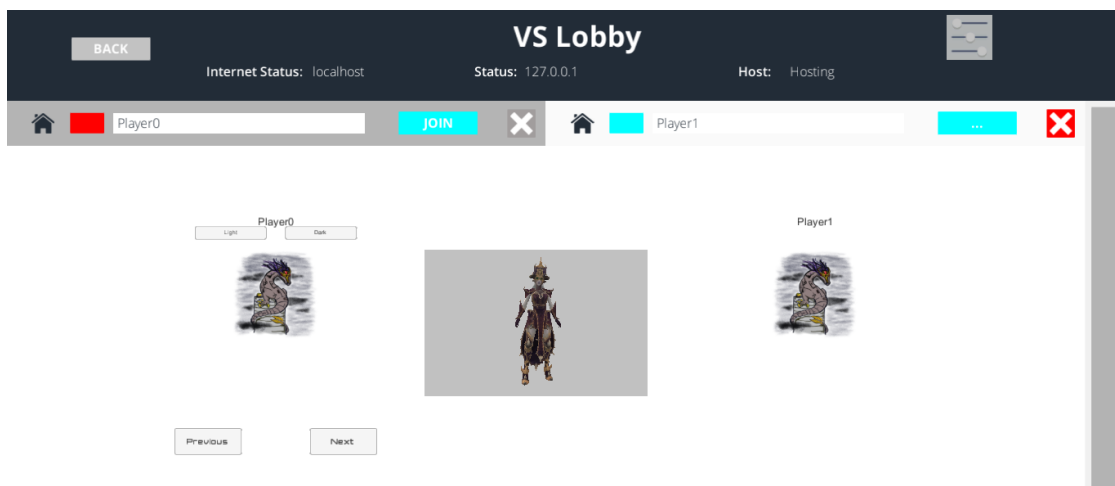 VS Lobby
BACK
Internet Status: localhost Status: 127.0.0.1 Host: Hosting
Player0 JOIN Player1 ...
Player0 Player1
Light Dark
Previous Next